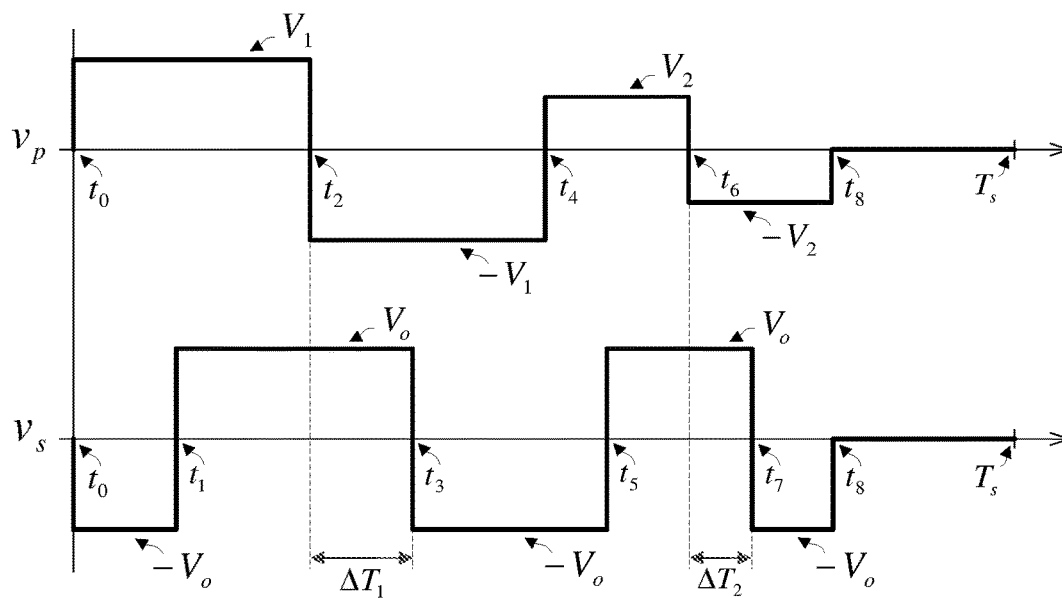 V₁
V₂
vₚ
t₀
t₂
t₄
t₆
t₈
Tₛ
−V₁
−V₂
Vₒ
Vₒ
vₛ
t₀
t₁
t₃
t₅
t₇
t₈
Tₛ
−Vₒ
ΔT₁
−Vₒ
ΔT₂
−Vₒ